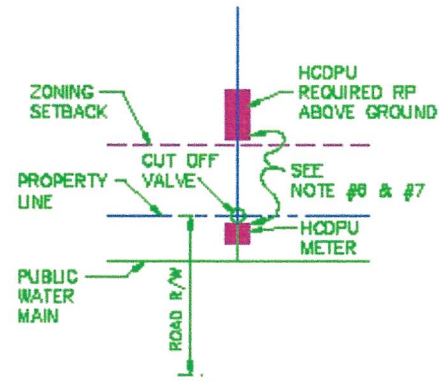 ZONING
SETBACK
HCDPU
REQUIRED RP
ABOVE GROUND
CUT OFF
VALVE
SEE
NOTE #6 & #7
PROPERTY
LINE
HCDPU
METER
PUBLIC
WATER
MAIN
ROAD R/W